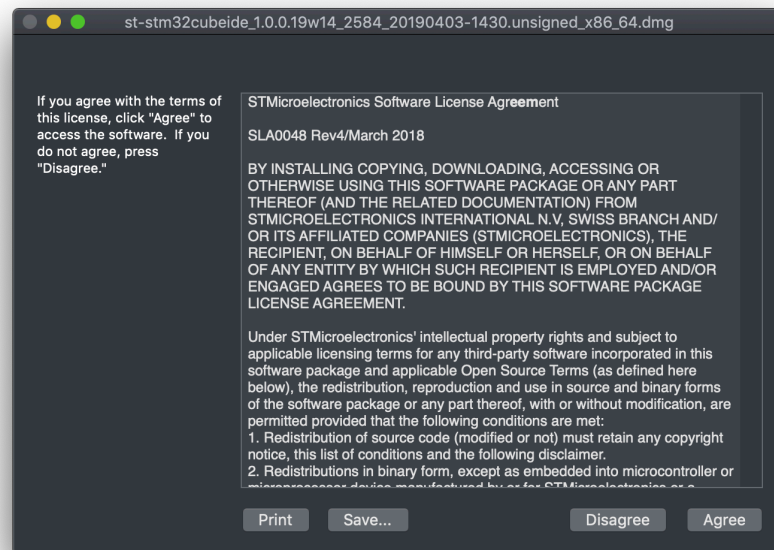 st-stm32cubeide_1.0.0.19w14_2584_20190403-1430.unsigned_x86_64.dmg
If you agree with the terms of
this license, click "Agree" to
access the software.  If you
do not agree, press
"Disagree."
STMicroelectronics Software License Agreement
SLA0048 Rev4/March 2018
BY INSTALLING COPYING, DOWNLOADING, ACCESSING OR
OTHERWISE USING THIS SOFTWARE PACKAGE OR ANY PART
THEREOF (AND THE RELATED DOCUMENTATION) FROM
STMICROELECTRONICS INTERNATIONAL N.V, SWISS BRANCH AND/
OR ITS AFFILIATED COMPANIES (STMICROELECTRONICS), THE
RECIPIENT, ON BEHALF OF HIMSELF OR HERSELF, OR ON BEHALF
OF ANY ENTITY BY WHICH SUCH RECIPIENT IS EMPLOYED AND/OR
ENGAGED AGREES TO BE BOUND BY THIS SOFTWARE PACKAGE
LICENSE AGREEMENT.
Under STMicroelectronics' intellectual property rights and subject to
applicable licensing terms for any third-party software incorporated in this
software package and applicable Open Source Terms (as defined here
below), the redistribution, reproduction and use in source and binary forms
of the software package or any part thereof, with or without modification, are
permitted provided that the following conditions are met:
1. Redistribution of source code (modified or not) must retain any copyright
notice, this list of conditions and the following disclaimer.
2. Redistributions in binary form, except as embedded into microcontroller or
microprocessor device manufactured by or for STMicroelectronics or a
Print
Save...
Disagree
Agree